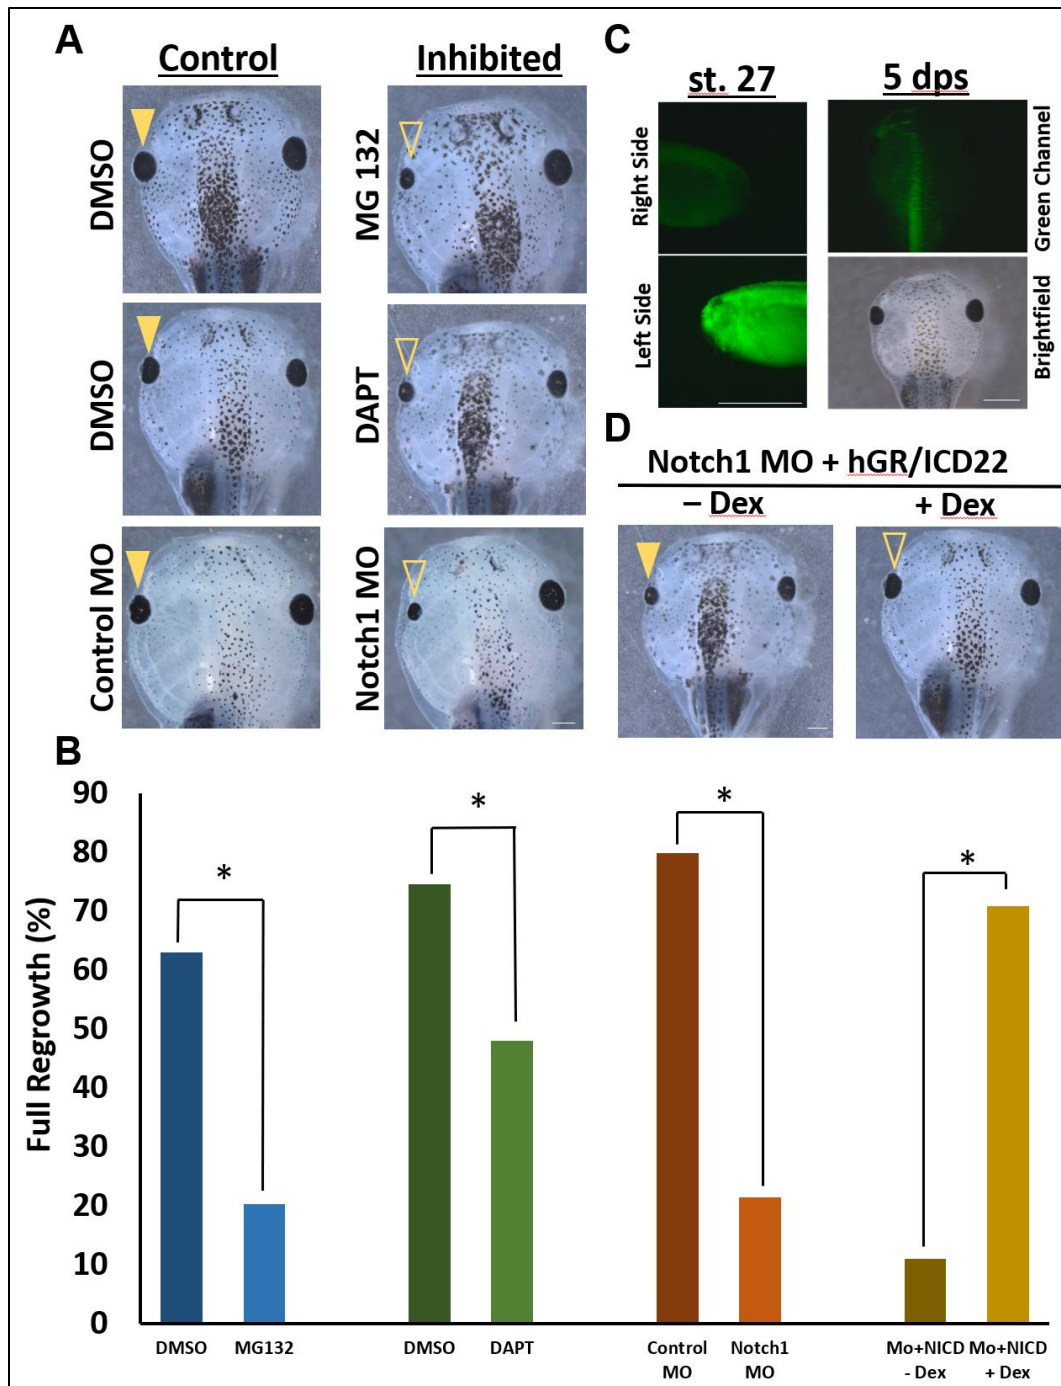 A
Control
Inhibited
DMSO
MG 132
DMSO
DAPT
Control MO
Notch1 MO
C
st. 27
5 dps
Right Side
Green Channel
Left Side
Brightfield
D
Notch1 MO + hGR/ICD22
– Dex
+ Dex
B
Full Regrowth (%)
90
80
70
60
50
40
30
20
10
0
*
*
*
*
DMSO
MG132
DMSO
DAPT
Control
MO
Notch1
MO
Mo+NICD
- Dex
Mo+NICD
+ Dex